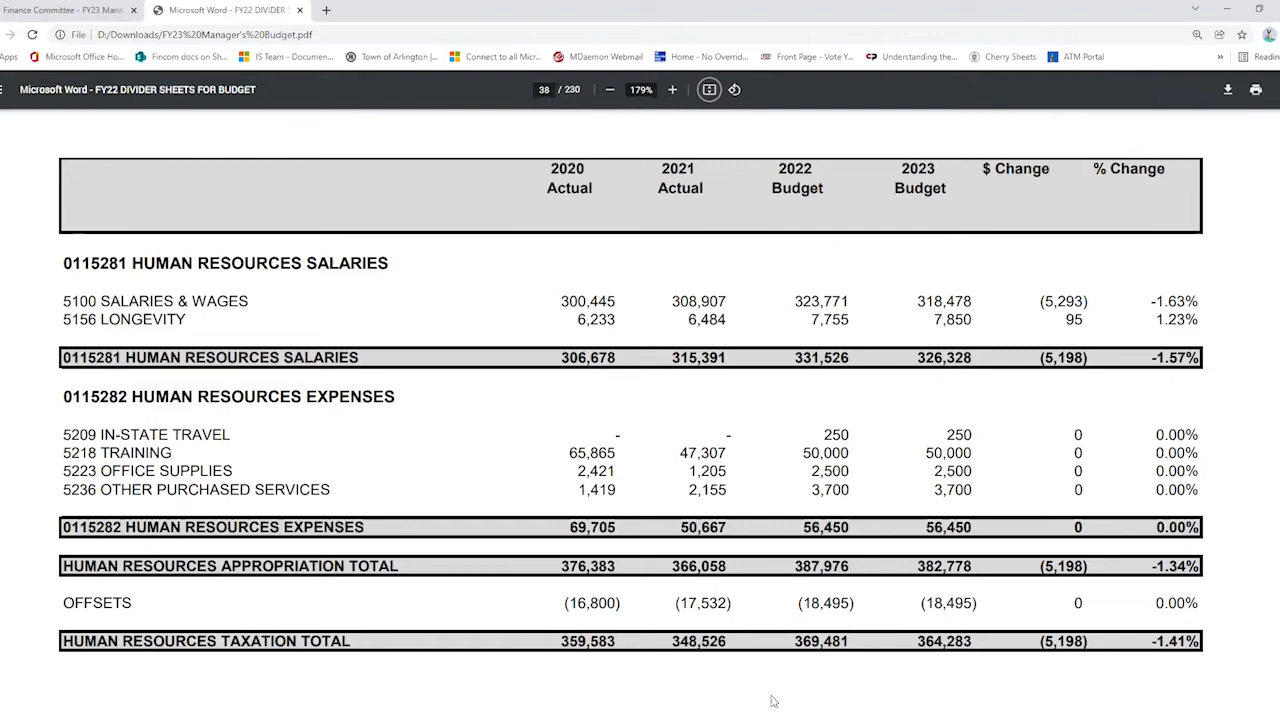 Finance Committee - FY23 Mana
Microsoft Word - FY22 DIVIDER
File D:/Downloads/FY23%20Manager's%20Budget.pdf
Apps Microsoft Office Ho... Fincom docs on Sh... IS Team - Documen... Town of Arlington |... Connect to all Micr... MDaemon Webmail Home - No Overrid... Front Page - Vote Y... Understanding the... Cherry Sheets ATM Portal » Readin
Microsoft Word - FY22 DIVIDER SHEETS FOR BUDGET 38 / 230 — 179% +
2020 2021 2022 2023 $ Change % Change
Actual Actual Budget Budget
0115281 HUMAN RESOURCES SALARIES
5100 SALARIES & WAGES 300,445 308,907 323,771 318,478 (5,293) -1.63%
5156 LONGEVITY 6,233 6,484 7,755 7,850 95 1.23%
0115281 HUMAN RESOURCES SALARIES 306,678 315,391 331,526 326,328 (5,198) -1.57%
0115282 HUMAN RESOURCES EXPENSES
5209 IN-STATE TRAVEL - - 250 250 0 0.00%
5218 TRAINING 65,865 47,307 50,000 50,000 0 0.00%
5223 OFFICE SUPPLIES 2,421 1,205 2,500 2,500 0 0.00%
5236 OTHER PURCHASED SERVICES 1,419 2,155 3,700 3,700 0 0.00%
0115282 HUMAN RESOURCES EXPENSES 69,705 50,667 56,450 56,450 0 0.00%
HUMAN RESOURCES APPROPRIATION TOTAL 376,383 366,058 387,976 382,778 (5,198) -1.34%
OFFSETS (16,800) (17,532) (18,495) (18,495) 0 0.00%
HUMAN RESOURCES TAXATION TOTAL 359,583 348,526 369,481 364,283 (5,198) -1.41%